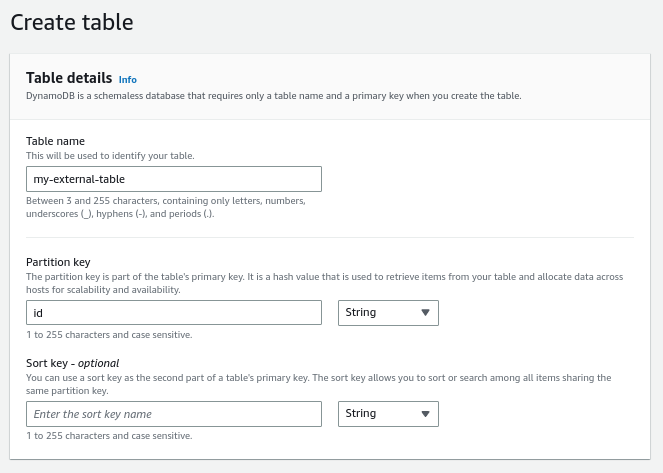 Create table
Table details Info
DynamoDB is a schemaless database that requires only a table name and a primary key when you create the table.
Table name
This will be used to identify your table.
my-external-table
Between 3 and 255 characters, containing only letters, numbers,
underscores (_), hyphens (-), and periods (.).
Partition key
The partition key is part of the table's primary key. It is a hash value that is used to retrieve items from your table and allocate data across
hosts for scalability and availability.
id String
1 to 255 characters and case sensitive.
Sort key - optional
You can use a sort key as the second part of a table's primary key. The sort key allows you to sort or search among all items sharing the
same partition key.
Enter the sort key name String
1 to 255 characters and case sensitive.